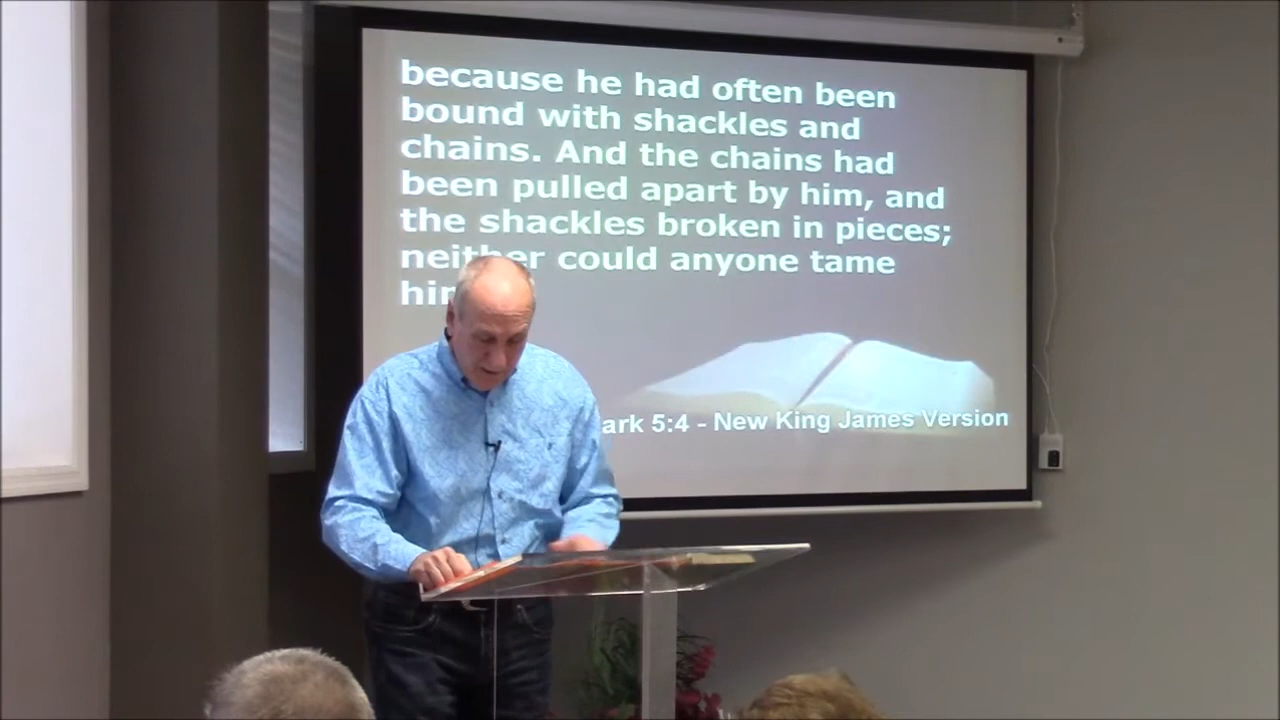 because he had often been
bound with shackles and
chains. And the chains had
been pulled apart by him, and
the shackles broken in pieces;
neither could anyone tame
ark 5:4 - New King James Version